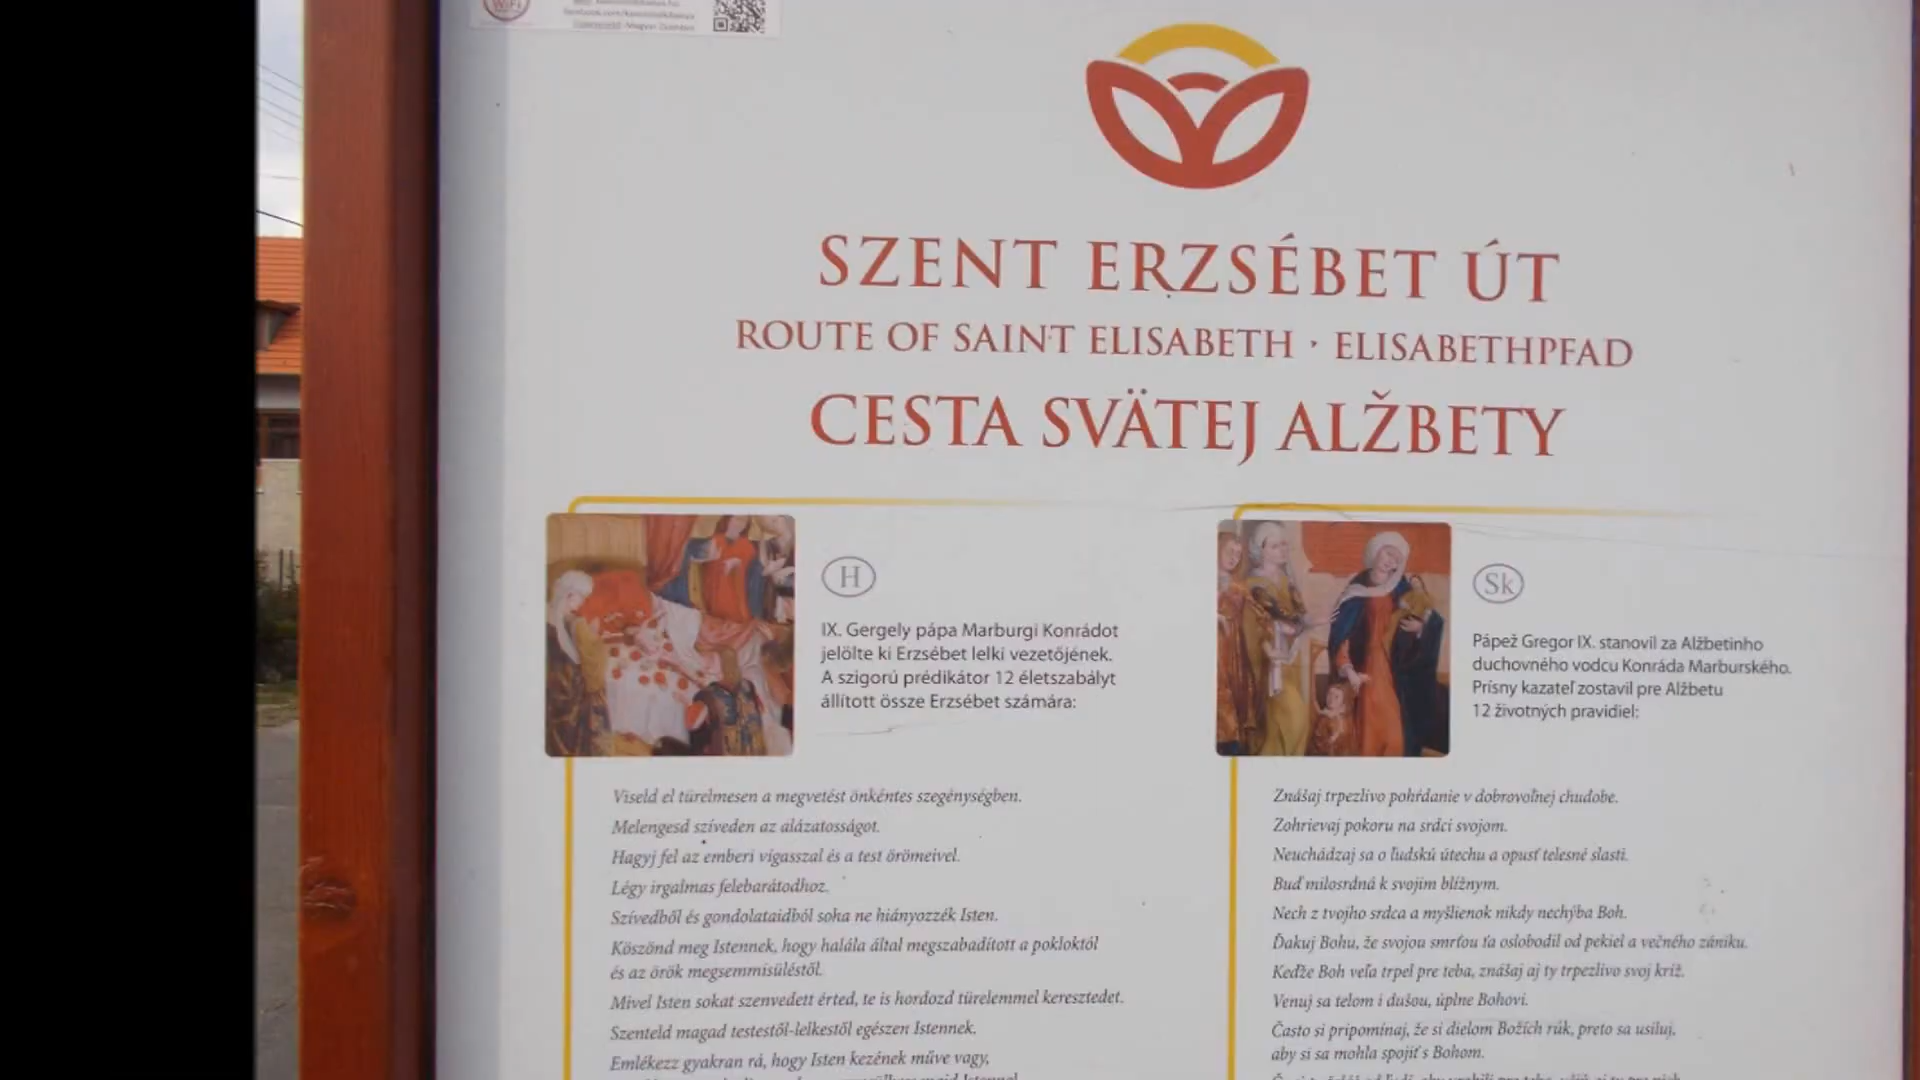 WiFi
SZENT ERZSÉBET ÚT
ROUTE OF SAINT ELISABETH · ELISABETHPFAD
CESTA SVÄTEJ ALŽBETY
H
IX. Gergely pápa Marburgi Konrádot
jelölte ki Erzsébet lelki vezetőjének.
A szigorú prédikátor 12 életszabályt
állított össze Erzsébet számára:
Viseld el türelmesen a megvetést önkéntes szegénységben.
Melengesd szíveden az alázatosságot.
Hagyj fel az emberi vigasszal és a test örömeivel.
Légy irgalmas felebarátodhoz.
Szívedből és gondolataidból soha ne hiányozzék Isten.
Köszönd meg Istennek, hogy halála által megszabadított a pokloktól
és az örök megsemmisüléstől.
Mivel Isten sokat szenvedett érted, te is hordozd türelemmel keresztedet.
Szenteld magad testestől-lelkestől egészen Istennek.
Emlékezz gyakran rá, hogy Isten kezének műve vagy,
Sk
Pápež Gregor IX. stanovil za Alžbetinho
duchovného vodcu Konráda Marburského.
Prísny kazateľ zostavil pre Alžbetu
12 životných pravidiel:
Znášaj trpezlivo pohŕdanie v dobrovoľnej chudobe.
Zohrievaj pokoru na srdci svojom.
Neuchádzaj sa o ľudskú útechu a opusť telesné slasti.
Buď milosrdná k svojim blížnym.
Nech z tvojho srdca a myšlienok nikdy nechýba Boh.
Ďakuj Bohu, že svojou smrťou ťa oslobodil od pekiel a večného zániku.
Keďže Boh veľa trpel pre teba, znášaj aj ty trpezlivo svoj kríž.
Venuj sa telom i dušou, úplne Bohovi.
Často si pripomínaj, že si dielom Božích rúk, preto sa usiluj,
aby si sa mohla spojiť s Bohom.